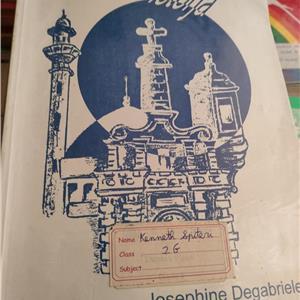 Name Kenneth Spiteri
Class 2G
Subject
Josephine Degabriele